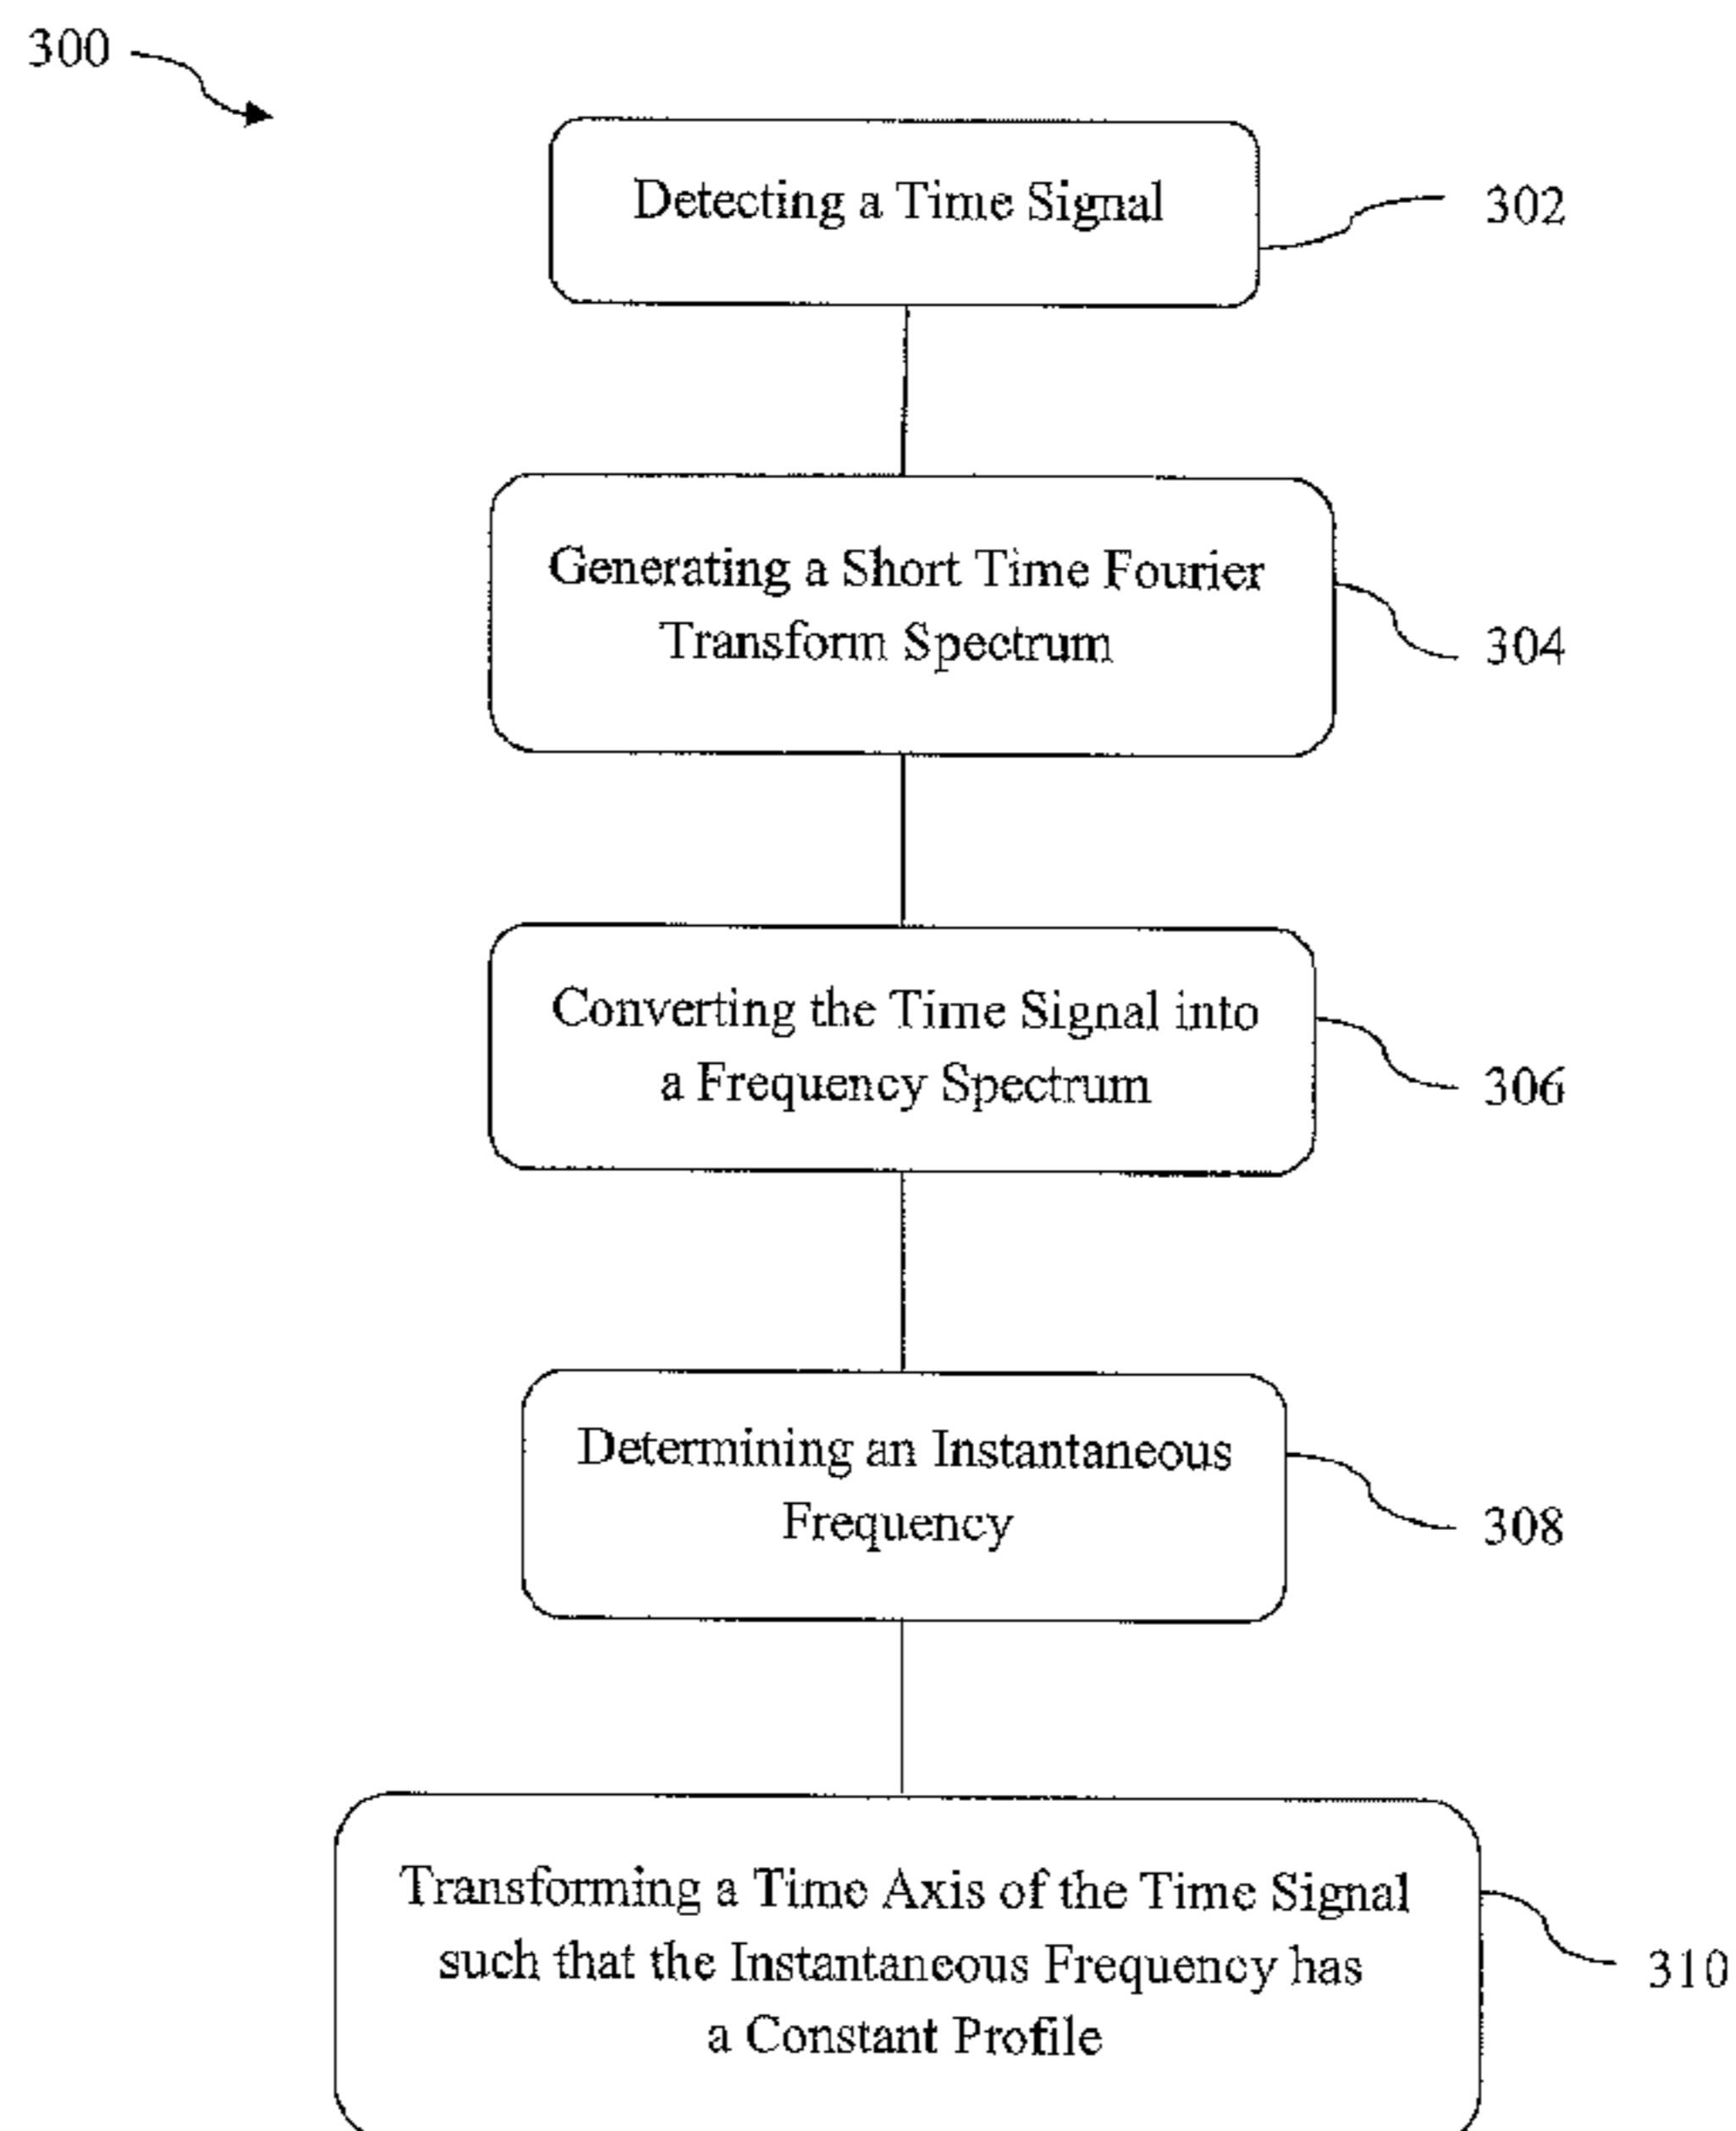 300
Detecting a Time Signal
302
Generating a Short Time Fourier
Transform Spectrum
304
Converting the Time Signal into
a Frequency Spectrum
306
Determining an Instantaneous
Frequency
308
Transforming a Time Axis of the Time Signal
such that the Instantaneous Frequency has
a Constant Profile
310